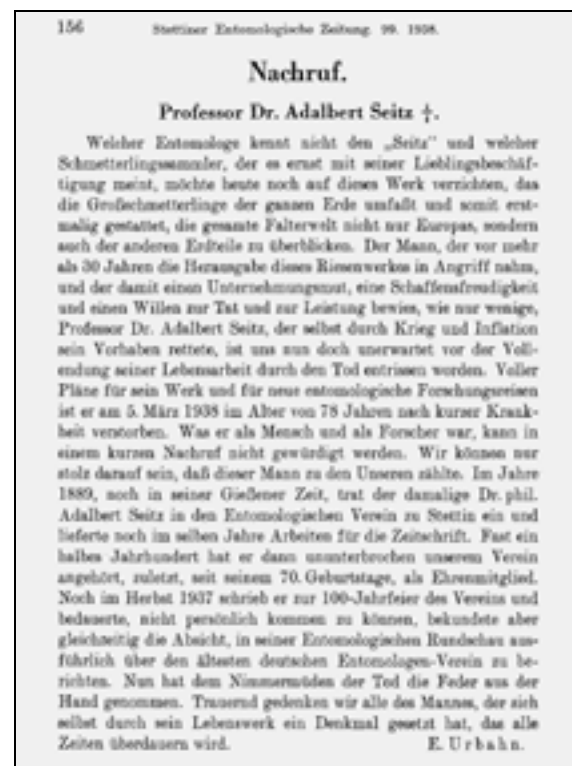 156 Stettiner Entomologische Zeitung. 99. 1938.
Nachruf.
Professor Dr. Adalbert Seitz †.
Welcher Entomologe kennt nicht den „Seitz“ und welcher
Schmetterlingssammler, der es ernst mit seiner Lieblingsbeschäf-
tigung meint, möchte heute noch auf dieses Werk verzichten, das
die Großschmetterlinge der ganzen Erde umfaßt und somit erst-
malig gestattet, die gesamte Falterwelt nicht nur Europas, sondern
auch der anderen Erdteile zu überblicken. Der Mann, der vor mehr
als 30 Jahren die Herausgabe dieses Riesenwerkes in Angriff nahm,
und der damit einen Unternehmungsmut, eine Schaffensfreudigkeit
und einen Willen zur Tat und zur Leistung bewies, wie nur wenige,
Professor Dr. Adalbert Seitz, der selbst durch Krieg und Inflation
sein Vorhaben rettete, ist uns nun doch unerwartet vor der Voll-
endung seiner Lebensarbeit durch den Tod entrissen worden. Voller
Pläne für sein Werk und für neue entomologische Forschungsreisen
ist er am 5. März 1938 im Alter von 78 Jahren nach kurzer Krank-
heit verstorben. Was er als Mensch und als Forscher war, kann in
einem kurzen Nachruf nicht gewürdigt werden. Wir können nur
stolz darauf sein, daß dieser Mann zu den Unseren zählte. Im Jahre
1889, noch in seiner Gießener Zeit, trat der damalige Dr. phil.
Adalbert Seitz in den Entomologischen Verein zu Stettin ein und
lieferte noch im selben Jahre Arbeiten für die Zeitschrift. Fast ein
halbes Jahrhundert hat er dann ununterbrochen unserem Verein
angehört, zuletzt, seit seinem 70. Geburtstage, als Ehrenmitglied.
Noch im Herbst 1937 schrieb er zur 100-Jahrfeier des Vereins und
bedauerte, nicht persönlich kommen zu können, bekundete aber
gleichzeitig die Absicht, in seiner Entomologischen Rundschau aus-
führlich über den ältesten deutschen Entomologen-Verein zu be-
richten. Nun hat dem Nimmermüden der Tod die Feder aus der
Hand genommen. Trauernd gedenken wir alle des Mannes, der sich
selbst durch sein Lebenswerk ein Denkmal gesetzt hat, das alle
Zeiten überdauern wird. E. Urbahn.